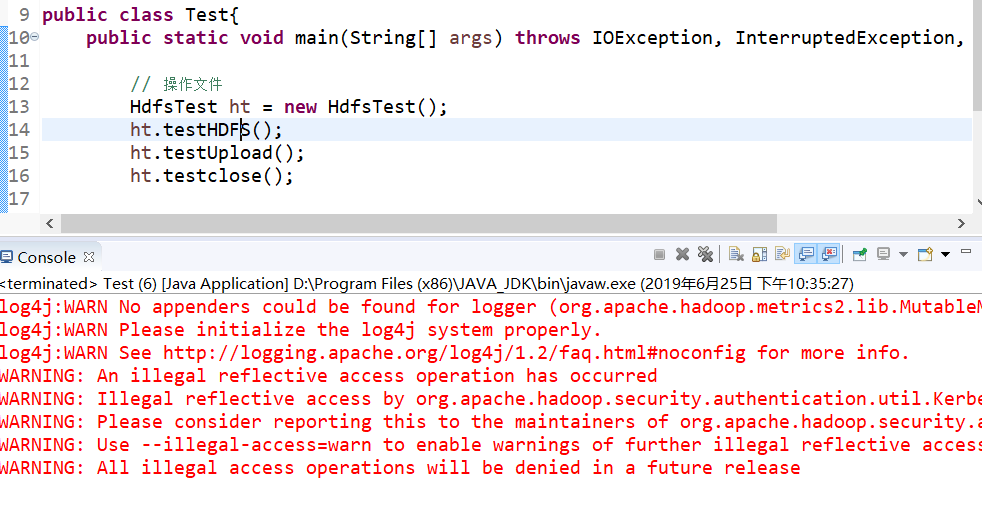 9 public class Test{
10 public static void main(String[] args) throws IOException, InterruptedException,
11
12 // 操作文件
13 HdfsTest ht = new HdfsTest();
14 ht.testHDFS();
15 ht.testUpload();
16 ht.testclose();
17
Console
<terminated> Test (6) [Java Application] D:\Program Files (x86)\JAVA_JDK\bin\javaw.exe (2019年6月25日 下午10:35:27)
log4j:WARN No appenders could be found for logger (org.apache.hadoop.metrics2.lib.MutableM
log4j:WARN Please initialize the log4j system properly.
log4j:WARN See http://logging.apache.org/log4j/1.2/faq.html#noconfig for more info.
WARNING: An illegal reflective access operation has occurred
WARNING: Illegal reflective access by org.apache.hadoop.security.authentication.util.Kerbe
WARNING: Please consider reporting this to the maintainers of org.apache.hadoop.security.a
WARNING: Use --illegal-access=warn to enable warnings of further illegal reflective access
WARNING: All illegal access operations will be denied in a future release